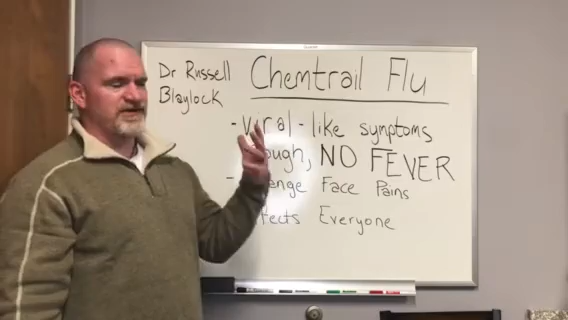 Dr Russell
Blaylock
Chemtrail Flu
- viral-like symptoms
NO FEVER
- Face Pains
Everyone